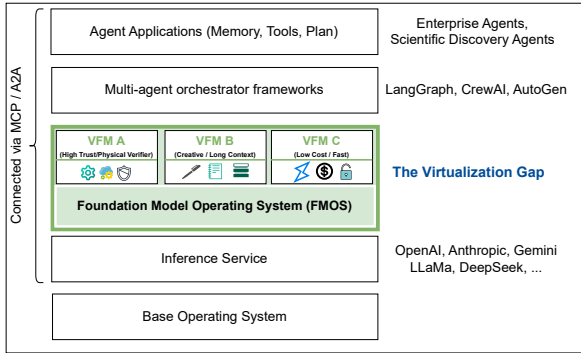 Connected via MCP / A2A
Agent Applications (Memory, Tools, Plan)
Enterprise Agents,
Scientific Discovery Agents
Multi-agent orchestrator frameworks
LangGraph, CrewAI, AutoGen
VFM A
(High Trust/Physical Verifier)
VFM B
(Creative / Long Context)
VFM C
(Low Cost / Fast)
The Virtualization Gap
Foundation Model Operating System (FMOS)
Inference Service
OpenAI, Anthropic, Gemini
LLaMa, DeepSeek, ...
Base Operating System